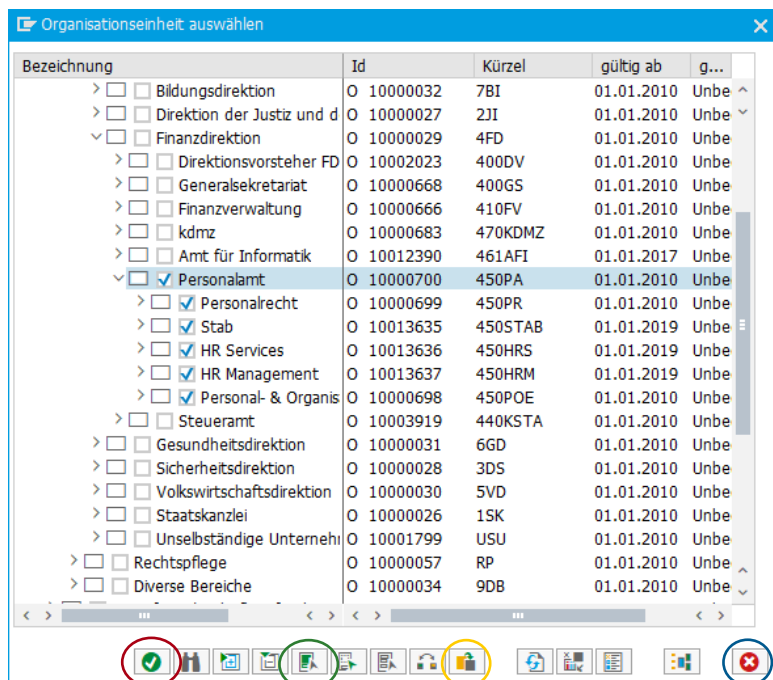 Organisationseinheit auswählen
Bezeichnung Id Kürzel gültig ab g...
Bildungsdirektion O 10000032 7BI 01.01.2010 Unbe
Direktion der Justiz und d O 10000027 2JI 01.01.2010 Unbe
Finanzdirektion O 10000029 4FD 01.01.2010 Unbe
Direktionsvorsteher FD O 10002023 400DV 01.01.2010 Unbe
Generalsekretariat O 10000668 400GS 01.01.2010 Unbe
Finanzverwaltung O 10000666 410FV 01.01.2010 Unbe
kdmz O 10000683 470KDMZ 01.01.2010 Unbe
Amt für Informatik O 10012390 461AFI 01.01.2017 Unbe
Personalamt O 10000700 450PA 01.01.2010 Unbe
Personalrecht O 10000699 450PR 01.01.2010 Unbe
Stab O 10013635 450STAB 01.01.2019 Unbe
HR Services O 10013636 450HRS 01.01.2019 Unbe
HR Management O 10013637 450HRM 01.01.2019 Unbe
Personal- & Organis O 10000698 450POE 01.01.2010 Unbe
Steueramt O 10003919 440KSTA 01.01.2010 Unbe
Gesundheitsdirektion O 10000031 6GD 01.01.2010 Unbe
Sicherheitsdirektion O 10000028 3DS 01.01.2010 Unbe
Volkswirtschaftsdirektion O 10000030 5VD 01.01.2010 Unbe
Staatskanzlei O 10000026 1SK 01.01.2010 Unbe
Unselbständige Unterneh O 10001799 USU 01.01.2010 Unbe
Rechtspflege O 10000057 RP 01.01.2010 Unbe
Diverse Bereiche O 10000034 9DB 01.01.2010 Unbe